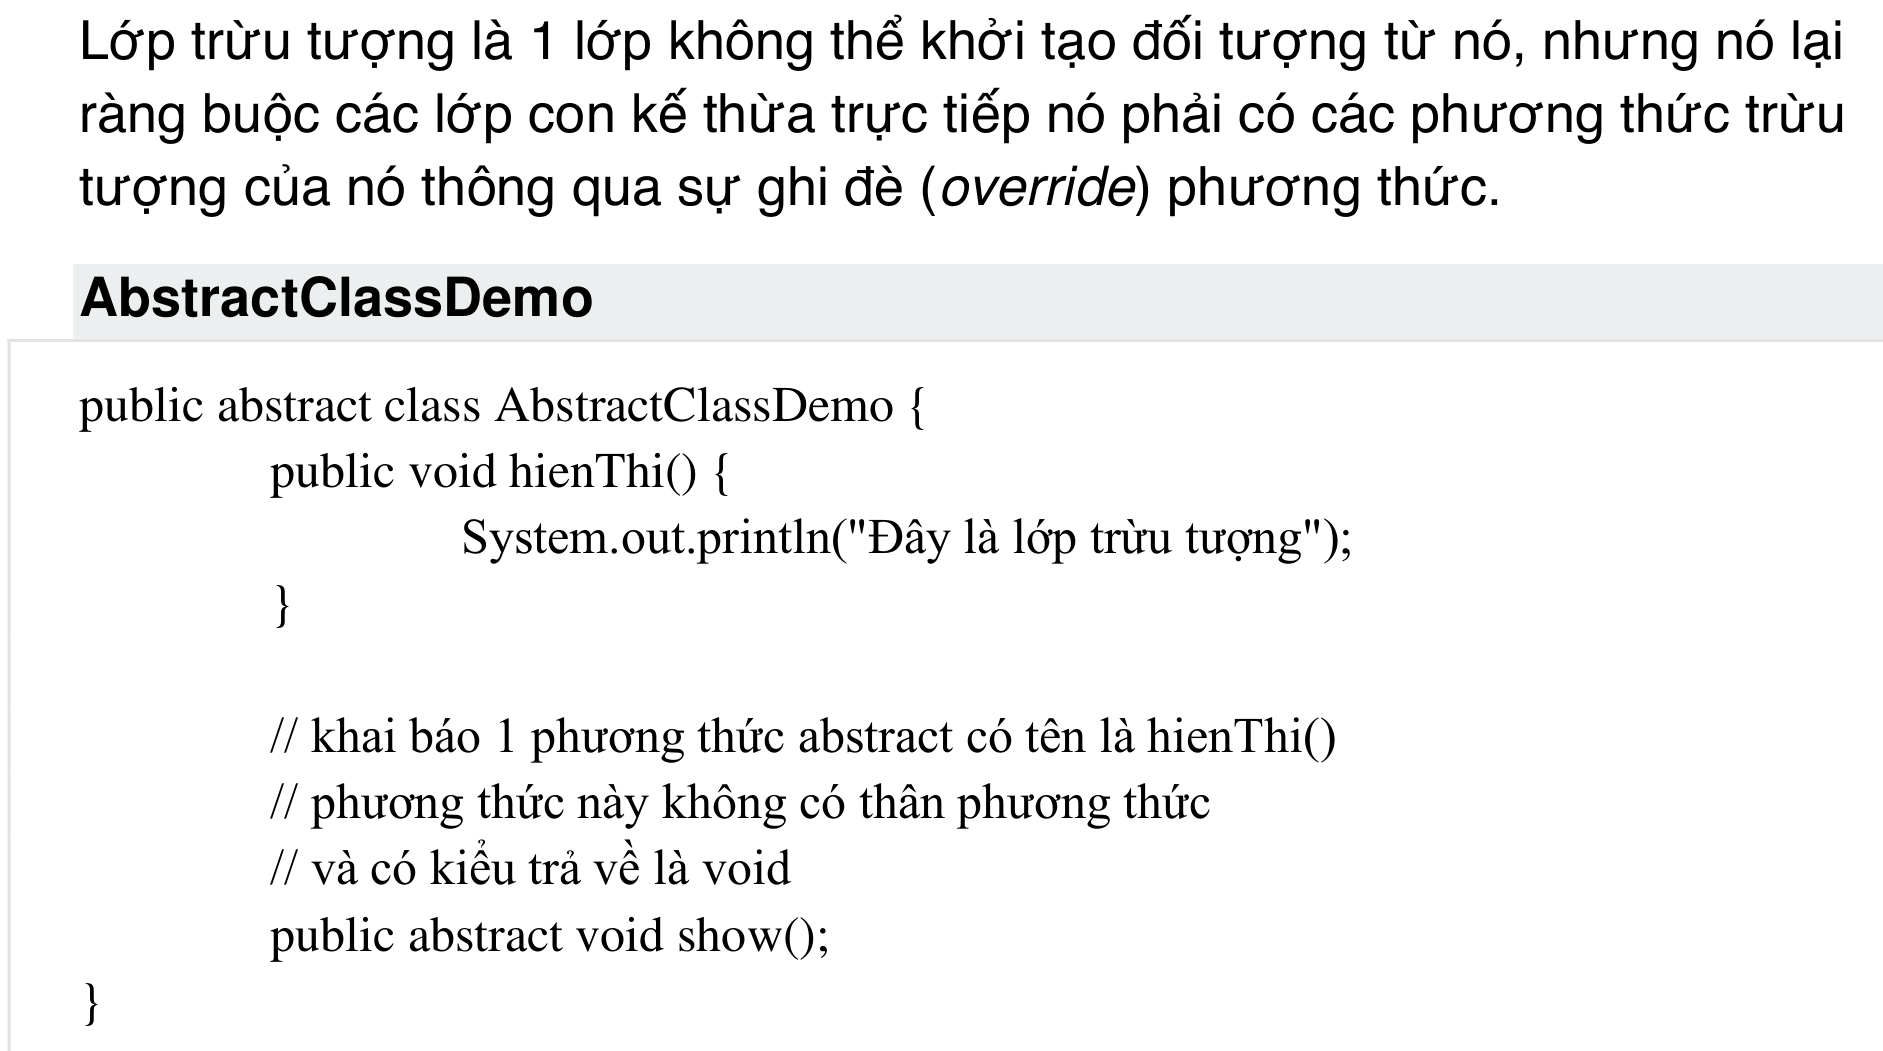 Lớp trừu tượng là 1 lớp không thể khởi tạo đối tượng từ nó, nhưng nó lại
ràng buộc các lớp con kế thừa trực tiếp nó phải có các phương thức trừu
tượng của nó thông qua sự ghi đè (override) phương thức.
AbstractClassDemo
public abstract class AbstractClassDemo {
public void hienThi() {
System.out.println("Đây là lớp trừu tượng");
}
// khai báo 1 phương thức abstract có tên là hienThi()
// phương thức này không có thân phương thức
// và có kiểu trả về là void
public abstract void show();
}